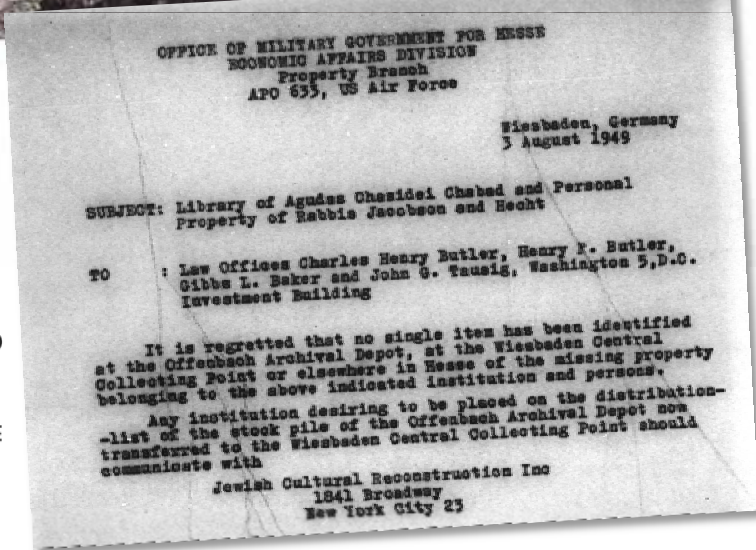 OFFICE OF MILITARY GOVERNMENT FOR HESSE
ECONOMIC AFFAIRS DIVISION
Property Branch
APO 633, US Air Force
Wiesbaden, Germany
3 August 1949
SUBJECT: Library of Agudas Chasidei Chabad and Personal
Property of Rabbis Jacobson and Hecht
TO : Law Offices Charles Henry Butler, Henry F. Butler,
Gibbs L. Baker and John G. Tausig, Washington 5,D.C.
Investment Building
It is regretted that no single item has been identified
at the Offenbach Archival Depot, at the Wiesbaden Central
Collecting Point or elsewhere in Hesse of the missing property
belonging to the above indicated institution and persons.
Any institution desiring to be placed on the distribution-
-list of the stock pile of the Offenbach Archival Depot now
transferred to the Wiesbaden Central Collecting Point should
communicate with
Jewish Cultural Reconstruction Inc
1841 Broadway
New York City 23